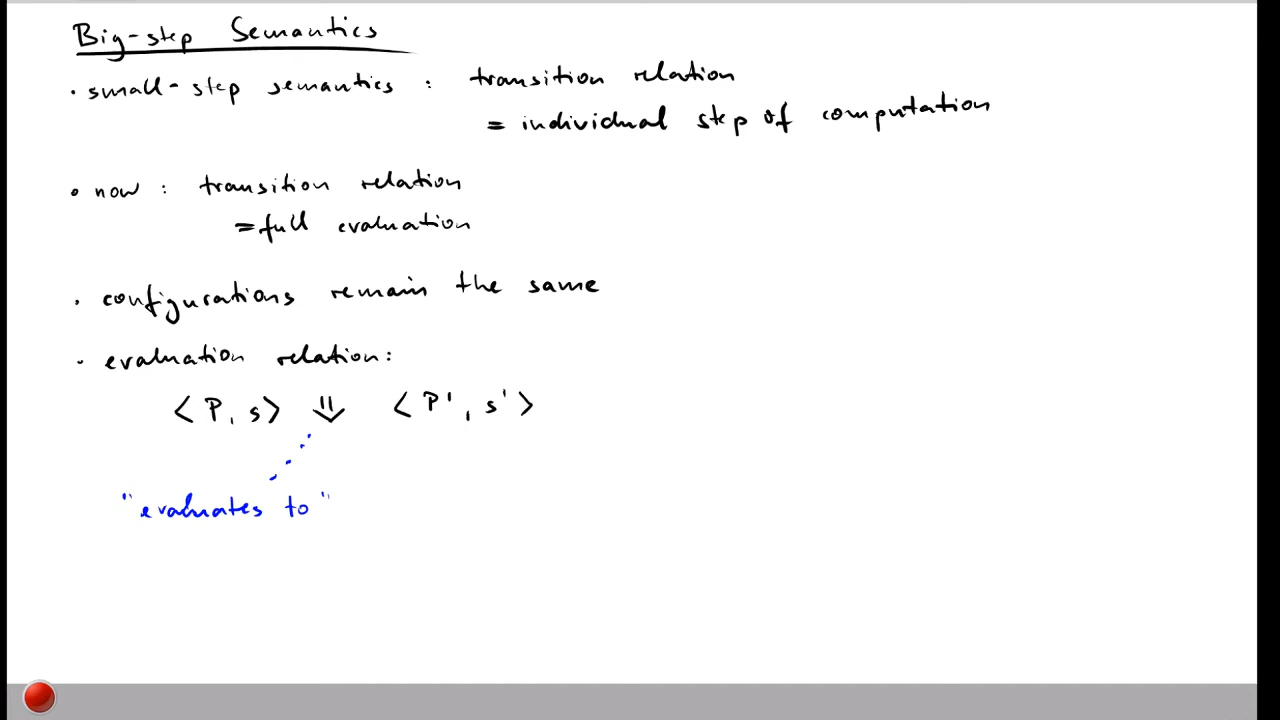 Big-step Semantics
· small-step semantics : transition relation
= individual step of computation
· now : transition relation
= full evaluation
· configurations remain the same
· evaluation relation:
< P, s > ⇓ < P', s' >
"evaluates to"